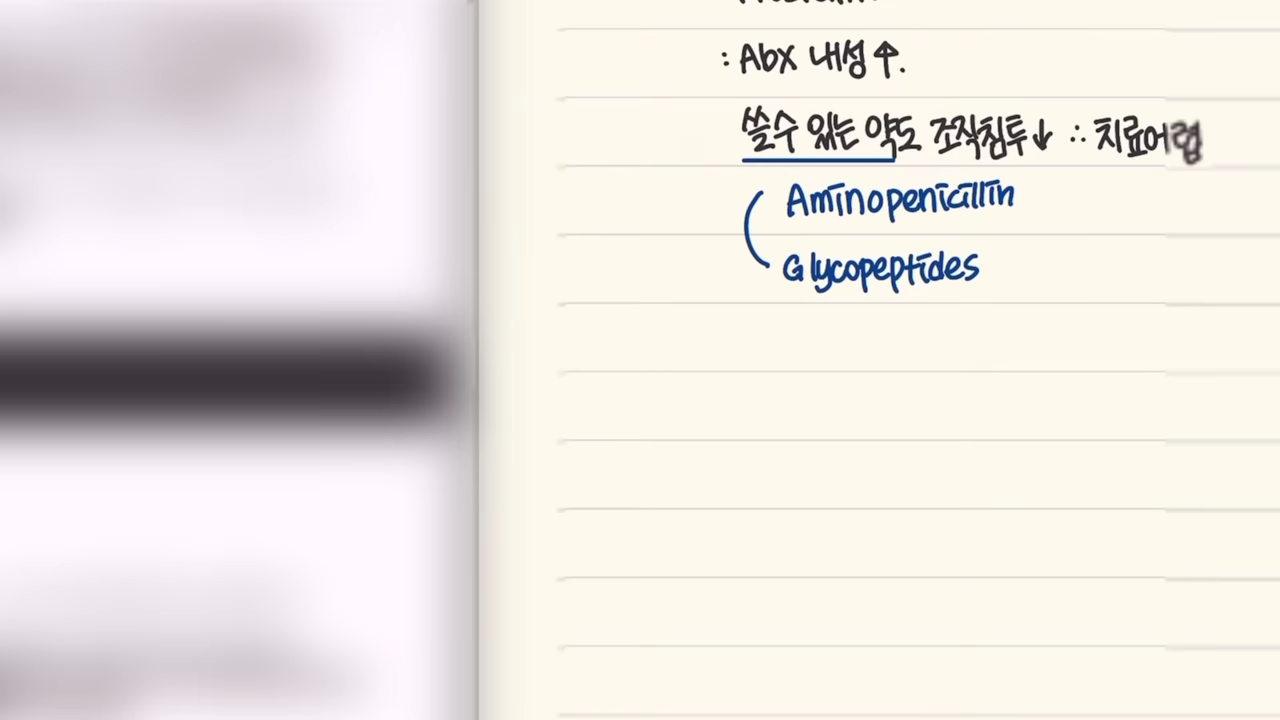 : Abx 내성↑.
쓸수 있는 약도 조직침투↓ ∴ 치료어렵
Aminopenicillin
Glycopeptides